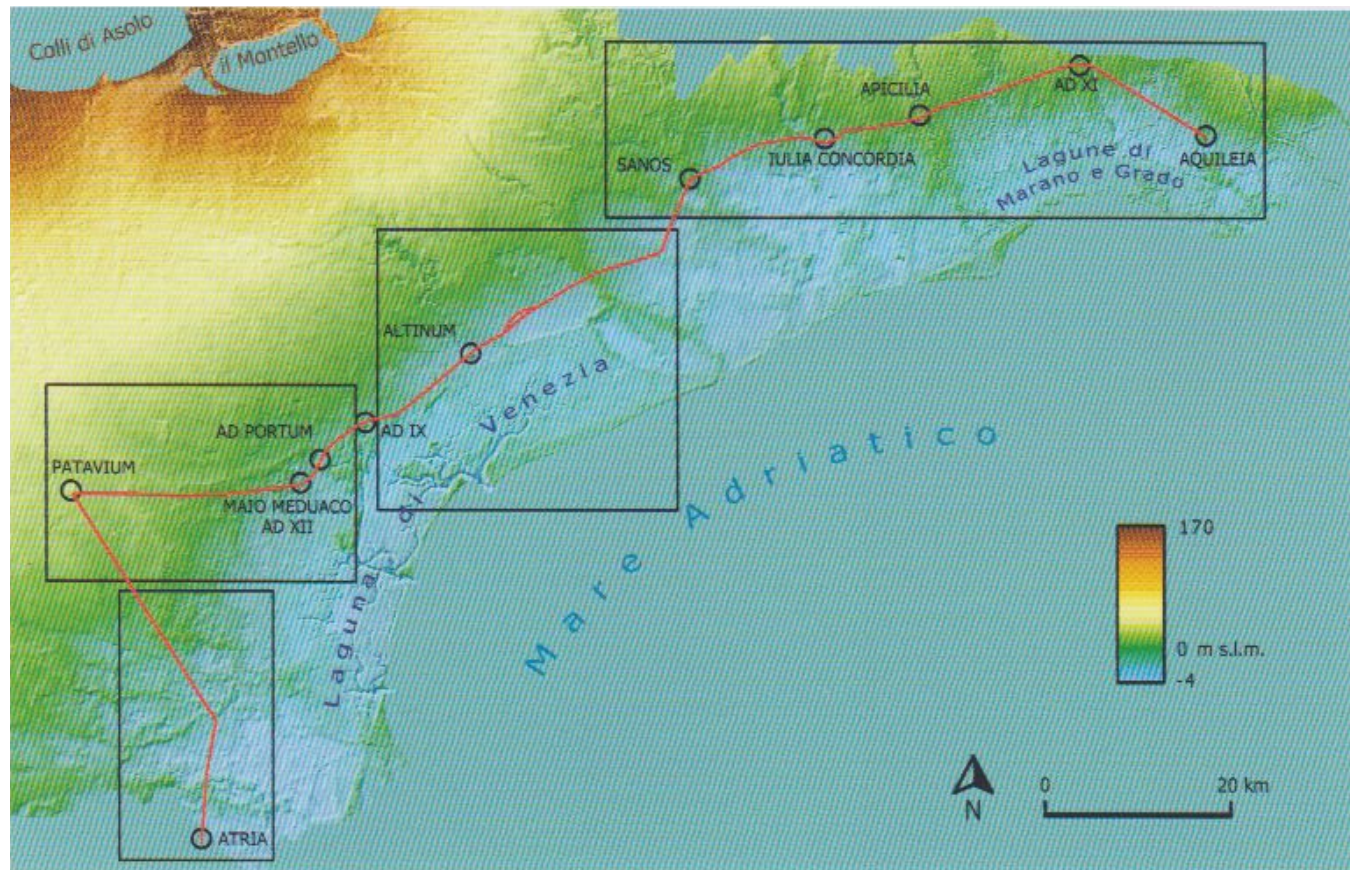 Colli di Asolo
il Montello
APICILIA
AD XI
SANOS
IULIA CONCORDIA
AQUILEIA
Lagune di
Marano e Grado
ALTINUM
Laguna di Venezia
AD PORTUM
AD IX
PATAVIUM
MAIO MEDUACO
AD XII
Mare Adriatico
170
0 m s.l.m.
-4
ATRIA
N
0
20 km